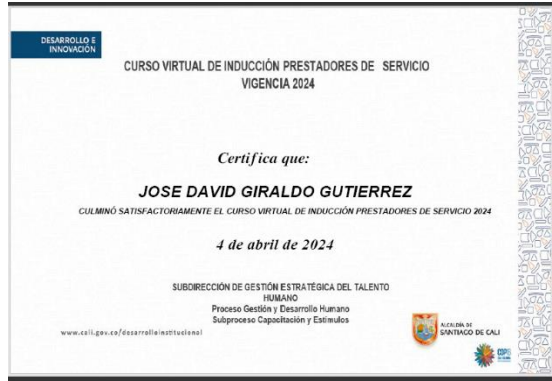 DESARROLLO E
INNOVACIÓN
CURSO VIRTUAL DE INDUCCIÓN PRESTADORES DE SERVICIO
VIGENCIA 2024
Certifica que:
JOSE DAVID GIRALDO GUTIERREZ
CULMINÓ SATISFACTORIAMENTE EL CURSO VIRTUAL DE INDUCCIÓN PRESTADORES DE SERVICIO 2024
4 de abril de 2024
SUBDIRECCIÓN DE GESTIÓN ESTRATÉGICA DEL TALENTO
HUMANO
Proceso Gestión y Desarrollo Humano
Subproceso Capacitación y Estímulos
www.cali.gov.co/desarrolloinstitucional
ALCALDÍA DE
SANTIAGO DE CALI